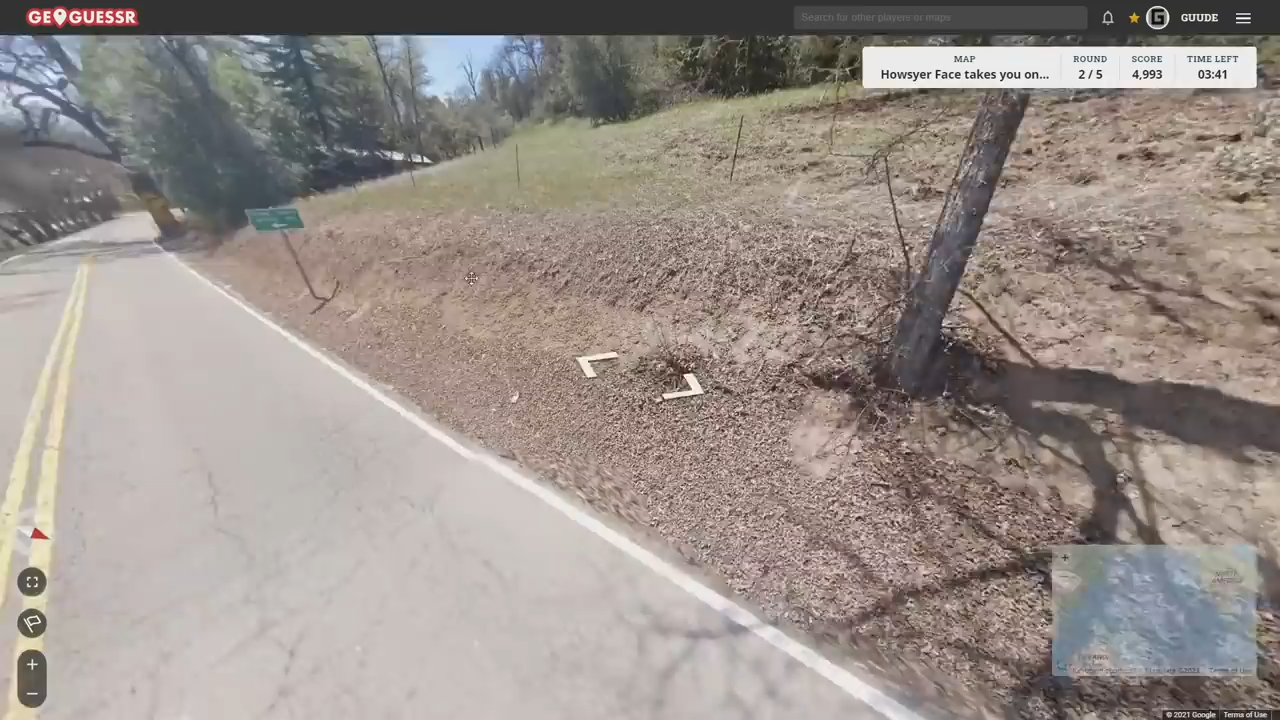 GEOGUESSR
Search for other players or maps
GUUDE
MAP
Howsyer Face takes you on...
ROUND
2 / 5
SCORE
4,993
TIME LEFT
03:41
© 2021 Google
Terms of Use